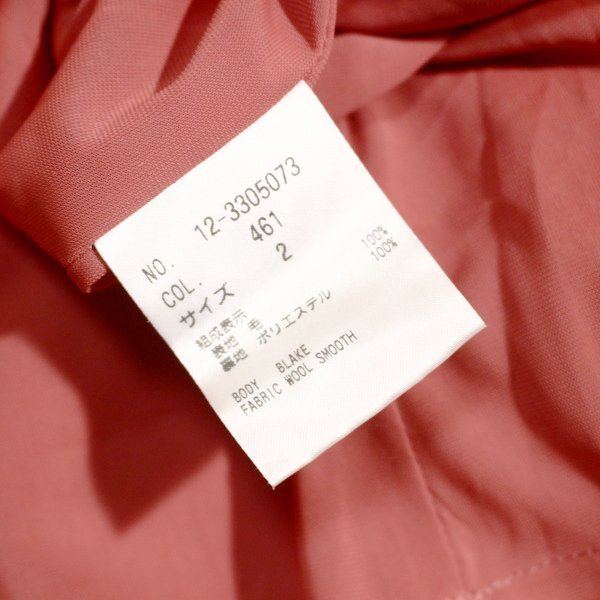 NO. 12-3305073
COL. 461
サイズ 2
組成表示
表地 毛 100%
裏地 ポリエステル 100%
BODY BLAKE
FABRIC WOOL SMOOTH